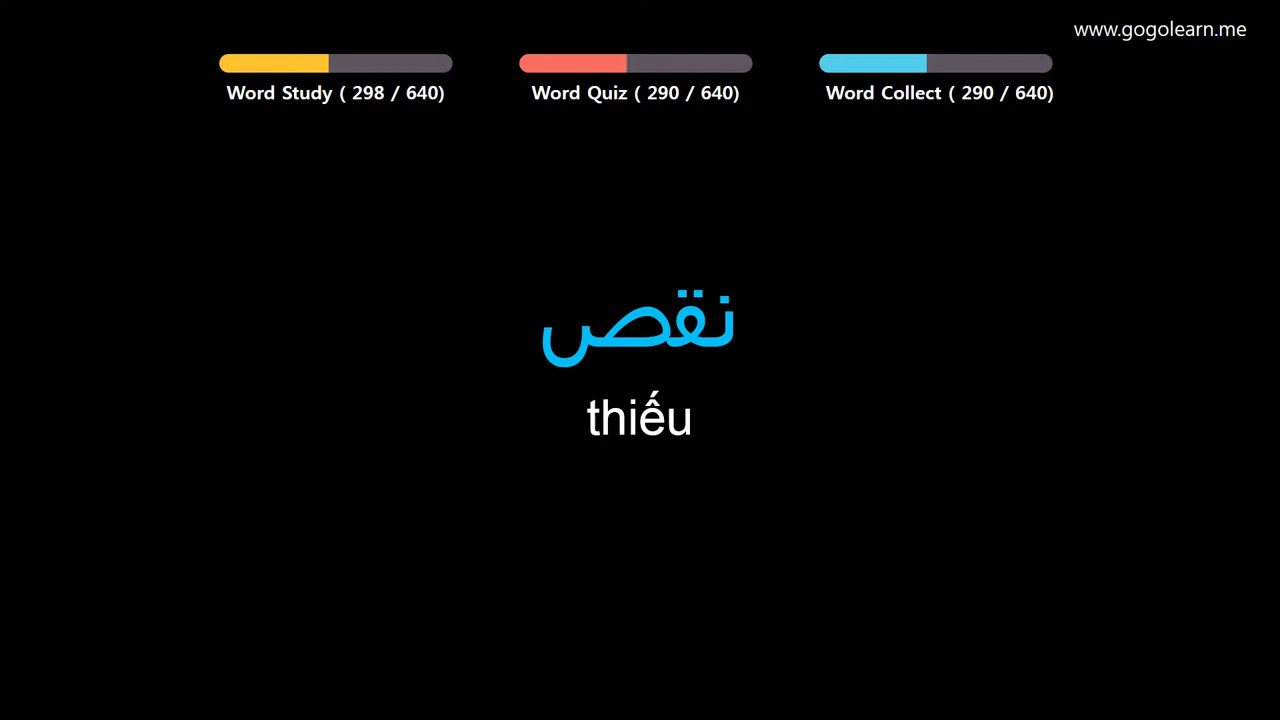 www.gogolearn.me
Word Study ( 298 / 640)
Word Quiz ( 290 / 640)
Word Collect ( 290 / 640)
نقص
thiếu